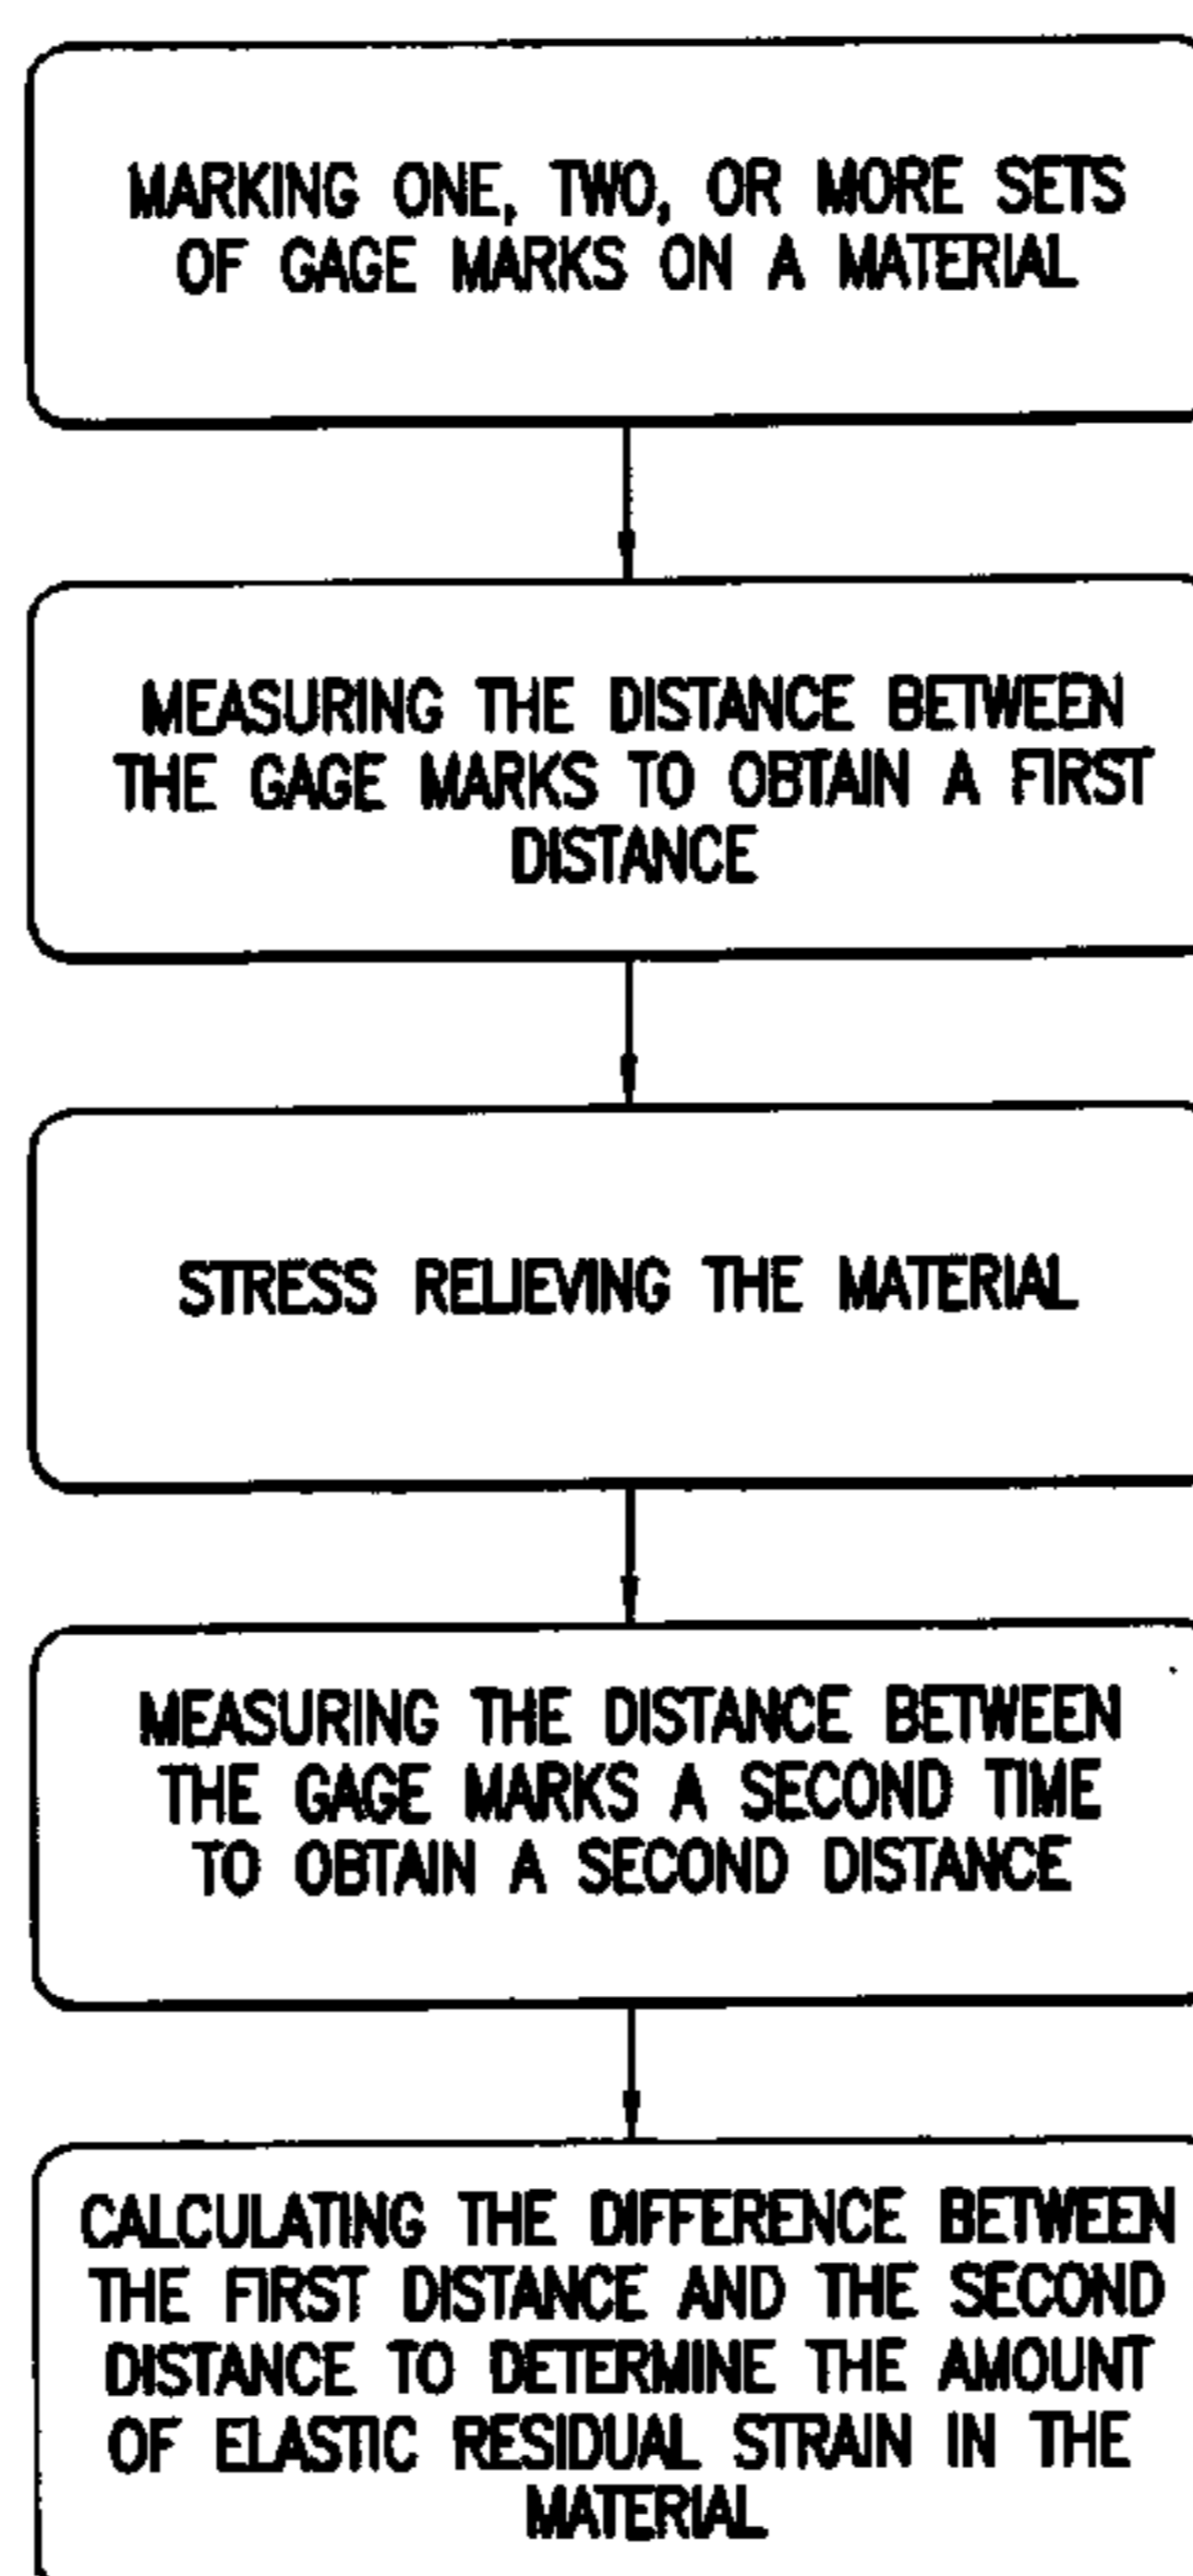 MARKING ONE, TWO, OR MORE SETS
OF GAGE MARKS ON A MATERIAL
MEASURING THE DISTANCE BETWEEN
THE GAGE MARKS TO OBTAIN A FIRST
DISTANCE
STRESS RELIEVING THE MATERIAL
MEASURING THE DISTANCE BETWEEN
THE GAGE MARKS A SECOND TIME
TO OBTAIN A SECOND DISTANCE
CALCULATING THE DIFFERENCE BETWEEN
THE FIRST DISTANCE AND THE SECOND
DISTANCE TO DETERMINE THE AMOUNT
OF ELASTIC RESIDUAL STRAIN IN THE
MATERIAL